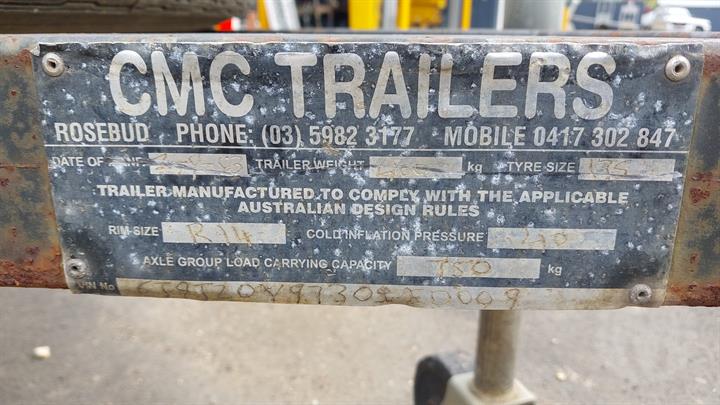 CMC TRAILERS
ROSEBUD PHONE: (03) 5982 3177 MOBILE 0417 302 847
DATE OF TRAILER WEIGHT kg TYRE SIZE
TRAILER MANUFACTURED TO COMPLY WITH THE APPLICABLE
AUSTRALIAN DESIGN RULES
RIM SIZE R14 COLD INFLATION PRESSURE
AXLE GROUP LOAD CARRYING CAPACITY 750 kg
VIN No